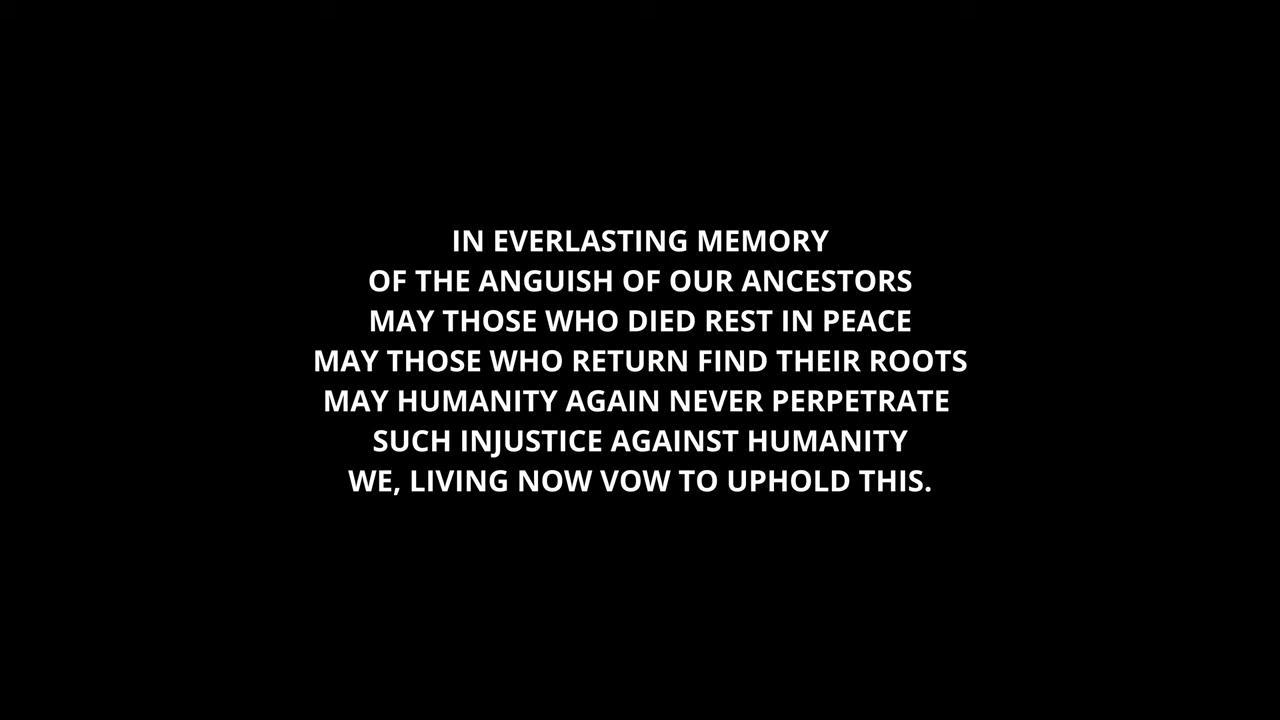 IN EVERLASTING MEMORY
OF THE ANGUISH OF OUR ANCESTORS
MAY THOSE WHO DIED REST IN PEACE
MAY THOSE WHO RETURN FIND THEIR ROOTS
MAY HUMANITY AGAIN NEVER PERPETRATE
SUCH INJUSTICE AGAINST HUMANITY
WE, LIVING NOW VOW TO UPHOLD THIS.